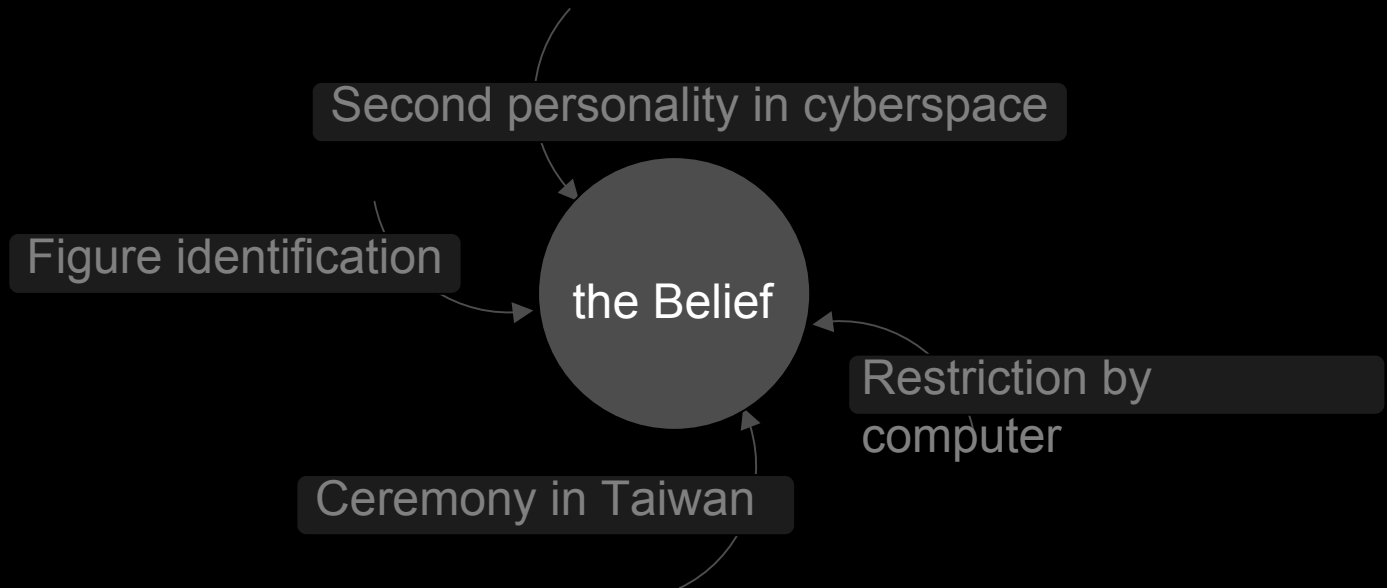 Second personality in cyberspace
Figure identification
the Belief
Restriction by
computer
Ceremony in Taiwan